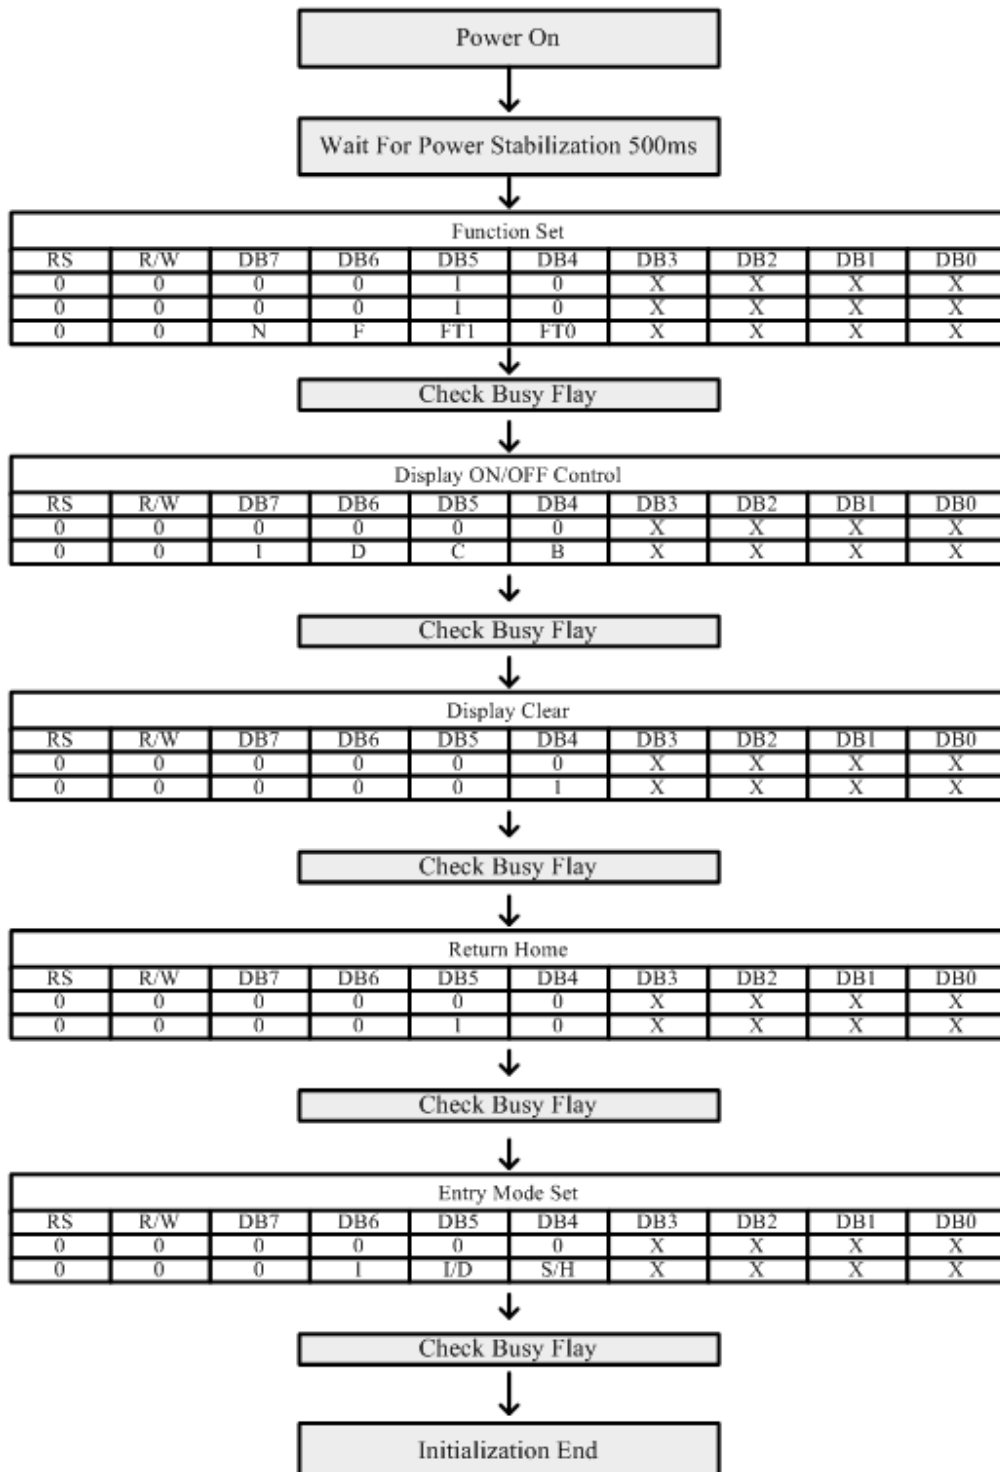 Power On
Wait For Power Stabilization 500ms
Function Set
RS R/W DB7 DB6 DB5 DB4 DB3 DB2 DB1 DB0
0 0 0 0 1 0 X X X X
0 0 0 0 1 0 X X X X
0 0 N F FT1 FT0 X X X X
Check Busy Flay
Display ON/OFF Control
RS R/W DB7 DB6 DB5 DB4 DB3 DB2 DB1 DB0
0 0 0 0 0 0 X X X X
0 0 1 D C B X X X X
Check Busy Flay
Display Clear
RS R/W DB7 DB6 DB5 DB4 DB3 DB2 DB1 DB0
0 0 0 0 0 0 X X X X
0 0 0 0 0 1 X X X X
Check Busy Flay
Return Home
RS R/W DB7 DB6 DB5 DB4 DB3 DB2 DB1 DB0
0 0 0 0 0 0 X X X X
0 0 0 0 1 0 X X X X
Check Busy Flay
Entry Mode Set
RS R/W DB7 DB6 DB5 DB4 DB3 DB2 DB1 DB0
0 0 0 0 0 0 X X X X
0 0 0 1 I/D S/H X X X X
Check Busy Flay
Initialization End